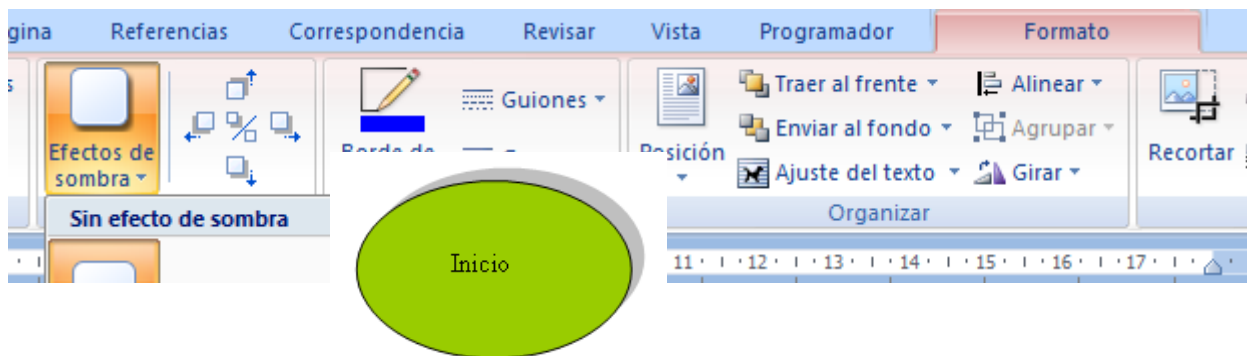 gina Referencias Correspondencia Revisar Vista Programador Formato
Traer al frente Alinear
Guiones
Enviar al fondo Agrupar
Efectos de Posición Recortar
sombra Ajuste del texto Girar
Sin efecto de sombra Organizar
Inicio 11 12 13 14 15 16 17